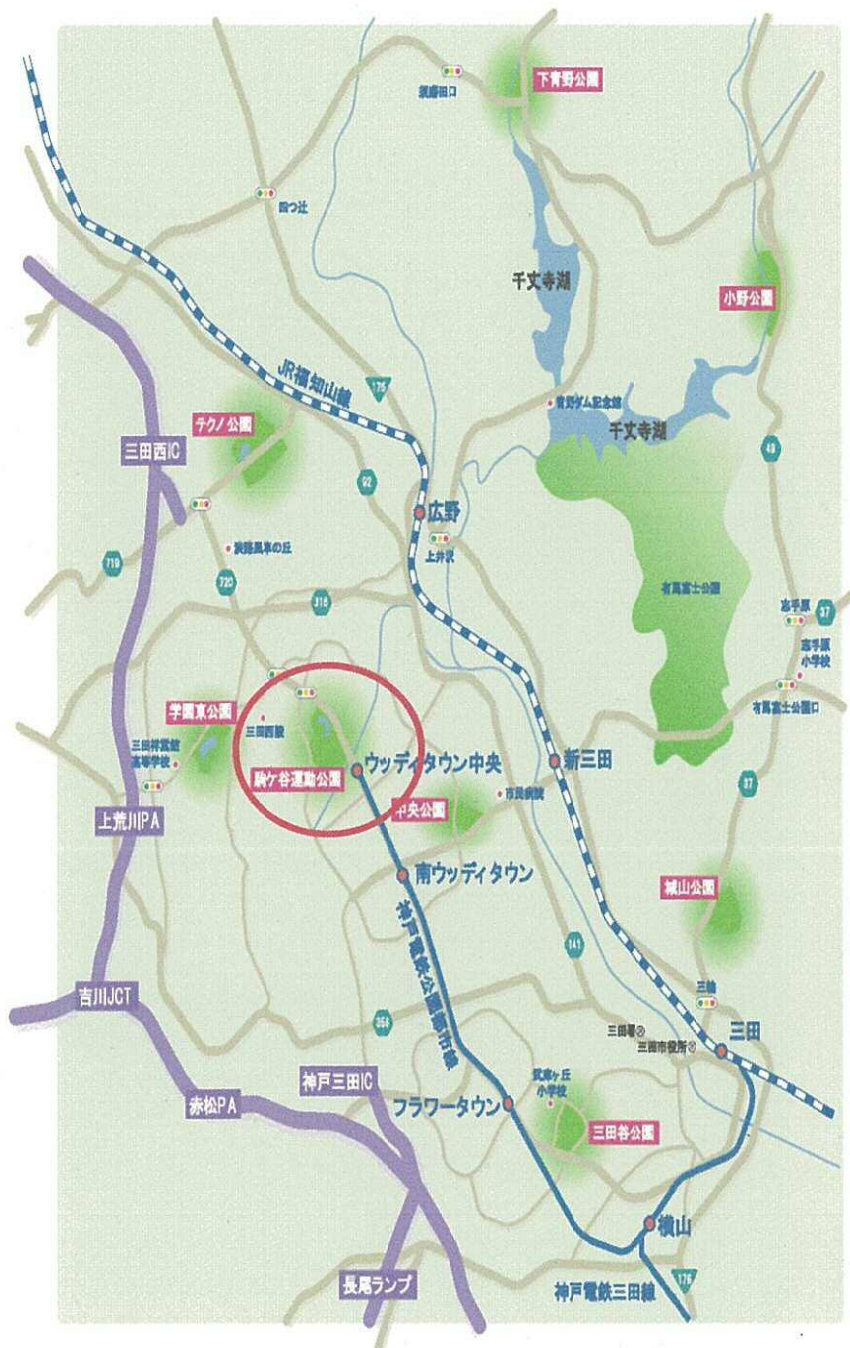 下青野公園
須磨田口
四つ辻
千丈寺湖
小野公園
JR福知山線
176
テクノ公園
青野ダム記念館
千丈寺湖
三田西IC
49
92
広野
淡路風車の丘
上井沢
719
720
有馬富士公園
316
志手原
37
志手原
小学校
学園東公園
三田西陵
有馬富士公園口
三田祥雲館
高等学校
新三田
駒ケ谷運動公園
ウッディタウン中央
37
市民病院
中央公園
上荒川PA
南ウッディタウン
城山公園
神戸電鉄公園都市線
141
吉川JCT
三輪
三田署
三田
三田市役所
神戸三田IC
武庫ヶ丘
小学校
赤松PA
フラワータウン
三田谷公園
横山
長尾ランプ
神戸電鉄三田線
176